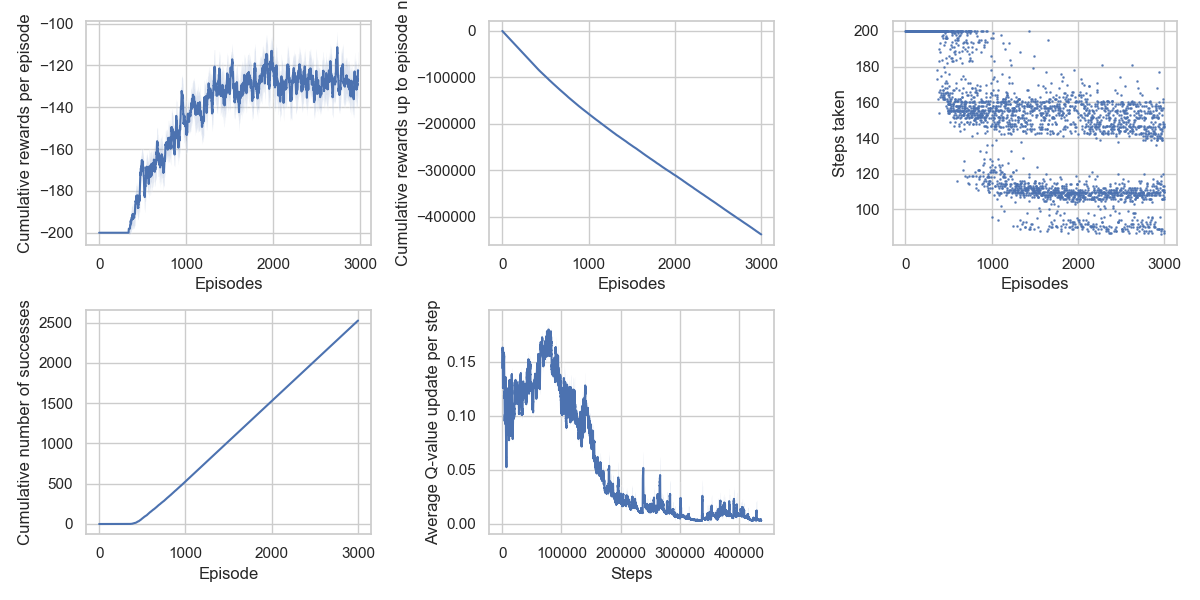 Cumulative rewards per episode
−100
−120
−140
−160
−180
−200
0 1000 2000 3000
Episodes
Cumulative rewards up to episode n
0
−100000
−200000
−300000
−400000
0 1000 2000 3000
Episodes
Steps taken
200
180
160
140
120
100
0 1000 2000 3000
Episodes
Cumulative number of successes
2500
2000
1500
1000
500
0
0 1000 2000 3000
Episode
Average Q-value update per step
0.15
0.10
0.05
0.00
0 100000 200000 300000 400000
Steps